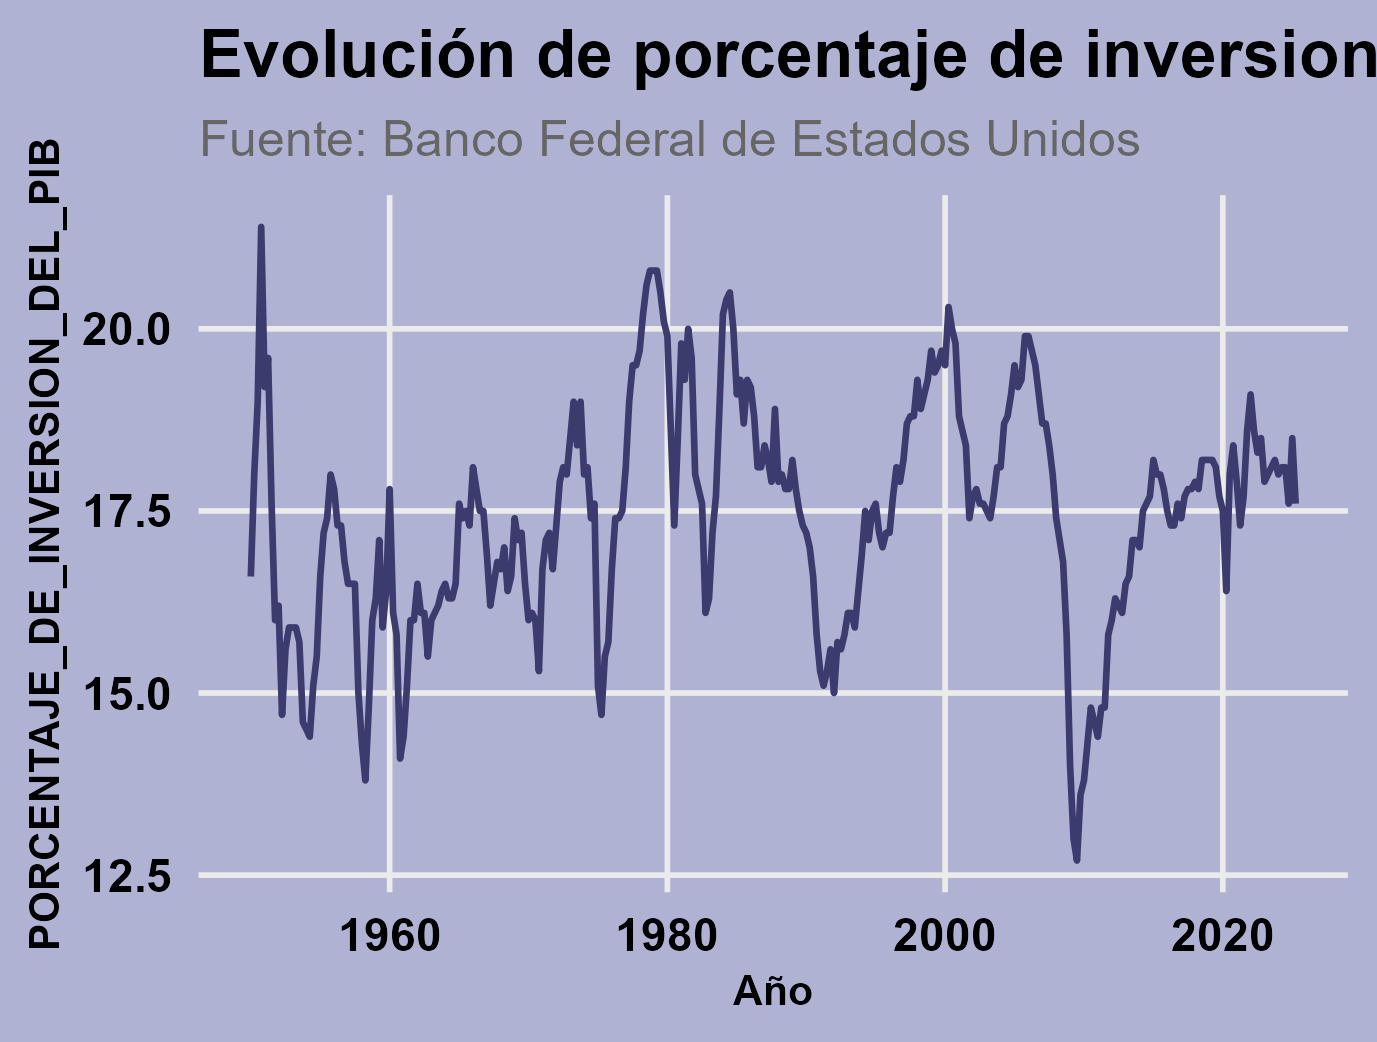 Evolución de porcentaje de inversion
Fuente: Banco Federal de Estados Unidos
PORCENTAJE_DE_INVERSION_DEL_PIB
20.0
17.5
15.0
12.5
1960 1980 2000 2020
Año